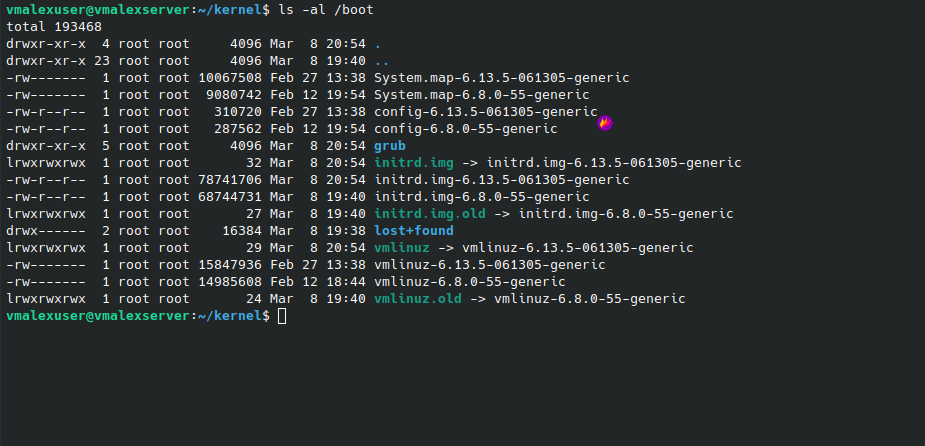 vmalexuser@vmalexserver:~/kernel$ ls -al /boot
total 193468
drwxr-xr-x  4 root root     4096 Mar  8 20:54 .
drwxr-xr-x 23 root root     4096 Mar  8 19:40 ..
-rw-------  1 root root 10067508 Feb 27 13:38 System.map-6.13.5-061305-generic
-rw-------  1 root root  9080742 Feb 12 19:54 System.map-6.8.0-55-generic
-rw-r--r--  1 root root   310720 Feb 27 13:38 config-6.13.5-061305-generic
-rw-r--r--  1 root root   287562 Feb 12 19:54 config-6.8.0-55-generic
drwxr-xr-x  5 root root     4096 Mar  8 20:54 grub
lrwxrwxrwx  1 root root       32 Mar  8 20:54 initrd.img -> initrd.img-6.13.5-061305-generic
-rw-r--r--  1 root root 78741706 Mar  8 20:54 initrd.img-6.13.5-061305-generic
-rw-r--r--  1 root root 68744731 Mar  8 19:40 initrd.img-6.8.0-55-generic
lrwxrwxrwx  1 root root       27 Mar  8 19:40 initrd.img.old -> initrd.img-6.8.0-55-generic
drwx------  2 root root    16384 Mar  8 19:38 lost+found
lrwxrwxrwx  1 root root       29 Mar  8 20:54 vmlinuz -> vmlinuz-6.13.5-061305-generic
-rw-------  1 root root 15847936 Feb 27 13:38 vmlinuz-6.13.5-061305-generic
-rw-------  1 root root 14985608 Feb 12 18:44 vmlinuz-6.8.0-55-generic
lrwxrwxrwx  1 root root       24 Mar  8 19:40 vmlinuz.old -> vmlinuz-6.8.0-55-generic
vmalexuser@vmalexserver:~/kernel$